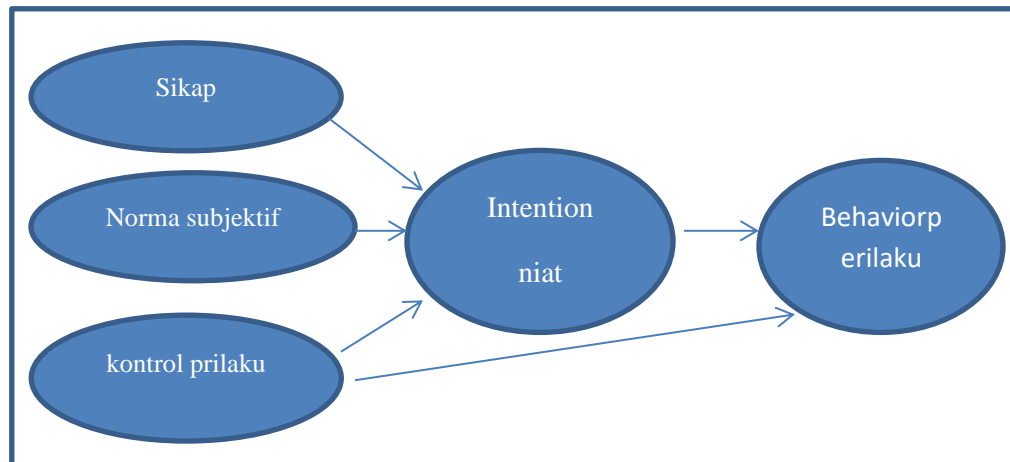 Sikap
Norma subjektif
kontrol prilaku
Intention
niat
Behaviorp
erilaku